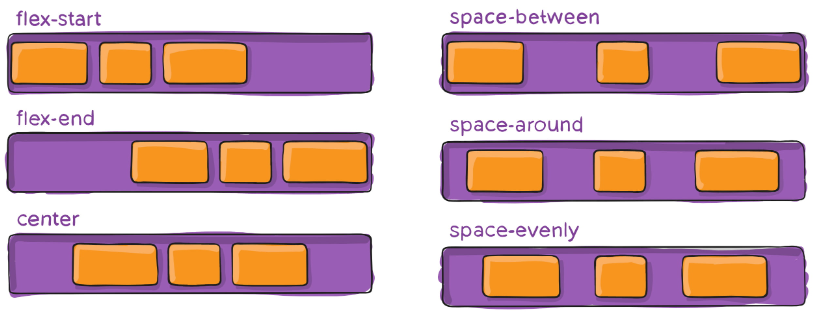 flex-start
flex-end
center
space-between
space-around
space-evenly